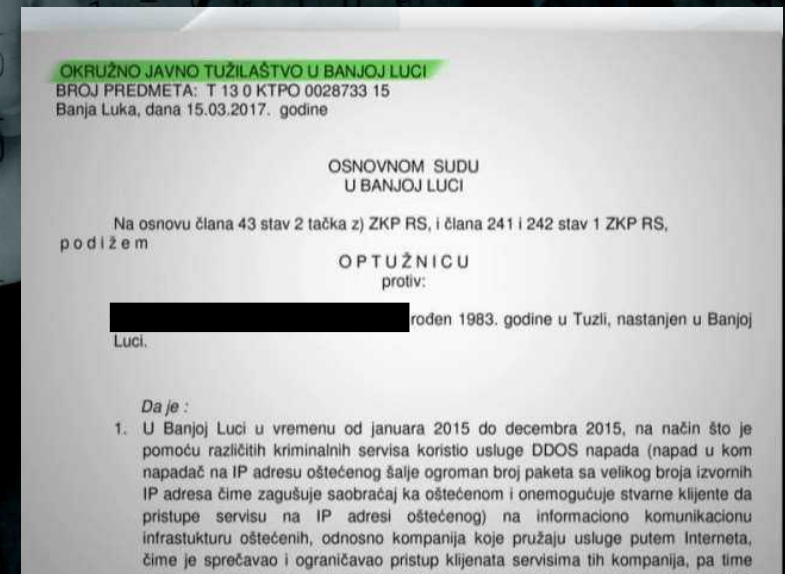 OKRUŽNO JAVNO TUŽILAŠTVO U BANJOJ LUCI
BROJ PREDMETA: T 13 0 KTPO 0028733 15
Banja Luka, dana 15.03.2017. godine
OSNOVNOM SUDU
U BANJOJ LUCI
Na osnovu člana 43 stav 2 tačka z) ZKP RS, i člana 241 i 242 stav 1 ZKP RS,
p o d i ž e m
O P T U Ž N I C U
protiv:
rođen 1983. godine u Tuzli, nastanjen u Banjoj
Luci.
Da je :
1. U Banjoj Luci u vremenu od januara 2015 do decembra 2015, na način što je
pomoću različitih kriminalnih servisa koristio usluge DDOS napada (napad u kom
napadač na IP adresu oštećenog šalje ogroman broj paketa sa velikog broja izvornih
IP adresa čime zagušuje saobraćaj ka oštećenom i onemogućuje stvarne klijente da
pristupe servisu na IP adresi oštećenog) na informaciono komunikacionu
infrastukturu oštećenih, odnosno kompanija koje pružaju usluge putem Interneta,
čime je sprečavao i ograničavao pristup klijenata servisima tih kompanija, pa time